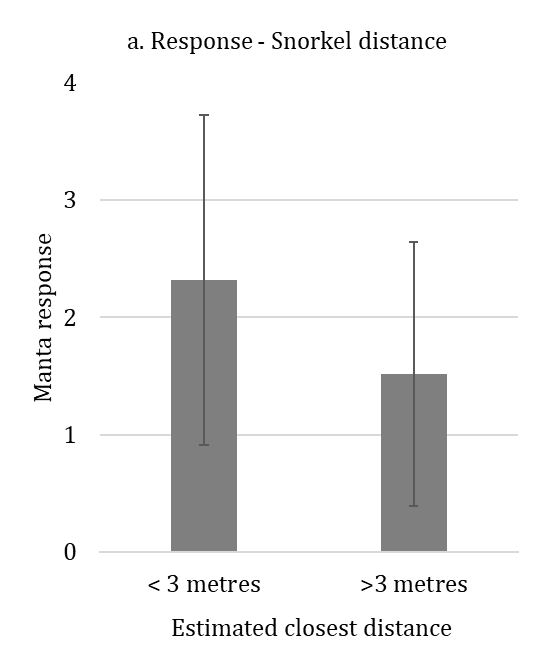 a. Response - Snorkel distance
4
3
2
1
0
Manta response
< 3 metres
>3 metres
Estimated closest distance